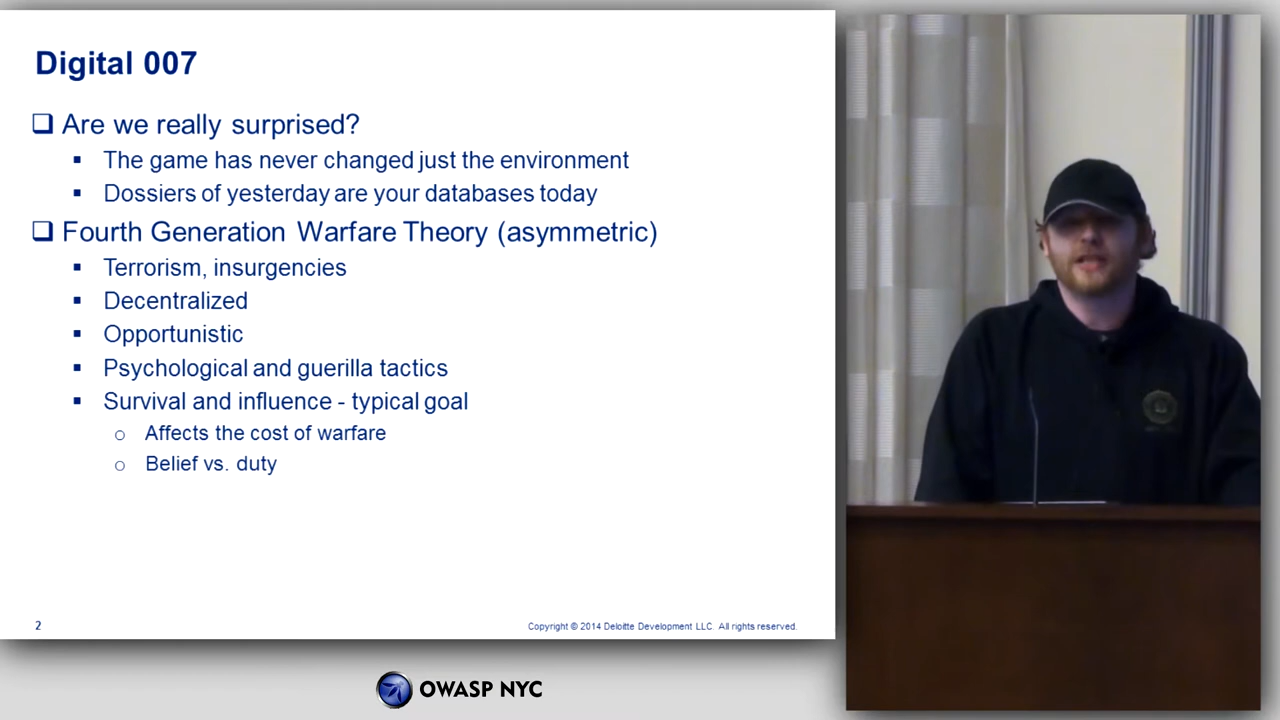 Digital 007
❑ Are we really surprised?
▪ The game has never changed just the environment
▪ Dossiers of yesterday are your databases today
❑ Fourth Generation Warfare Theory (asymmetric)
▪ Terrorism, insurgencies
▪ Decentralized
▪ Opportunistic
▪ Psychological and guerilla tactics
▪ Survival and influence - typical goal
o Affects the cost of warfare
o Belief vs. duty
2
Copyright © 2014 Deloitte Development LLC. All rights reserved.
OWASP NYC